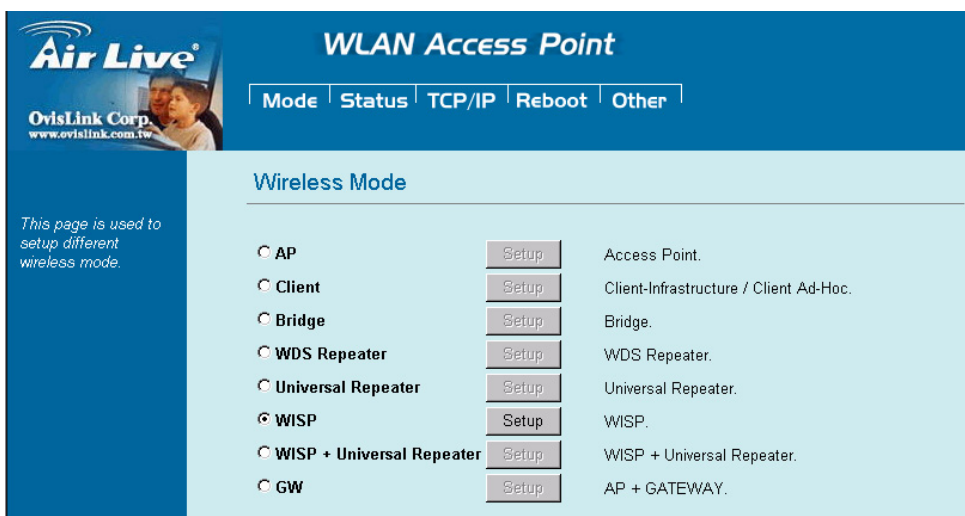 Air Live®
OvisLink Corp.
www.ovislink.com.tw
WLAN Access Point
Mode Status TCP/IP Reboot Other
This page is used to
setup different
wireless mode.
Wireless Mode
AP Setup Access Point.
Client Setup Client-Infrastructure / Client Ad-Hoc.
Bridge Setup Bridge.
WDS Repeater Setup WDS Repeater.
Universal Repeater Setup Universal Repeater.
WISP Setup WISP.
WISP + Universal Repeater Setup WISP + Universal Repeater.
GW Setup AP + GATEWAY.